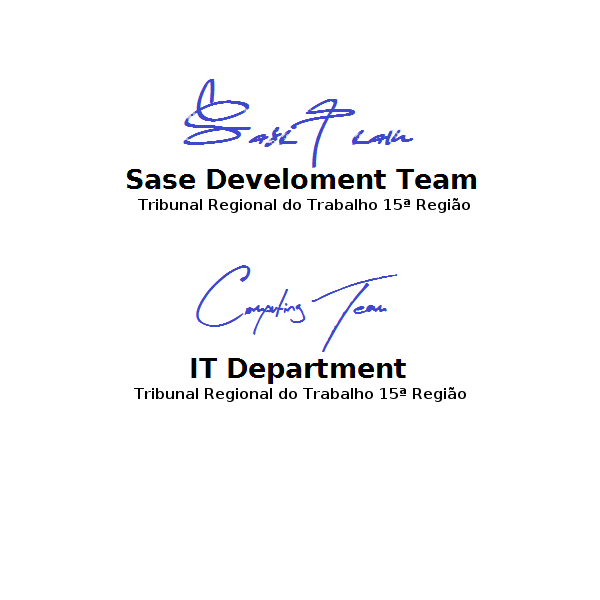 Sase Team
Sase Develoment Team
Tribunal Regional do Trabalho 15ª Região
Computing Team
IT Department
Tribunal Regional do Trabalho 15ª Região